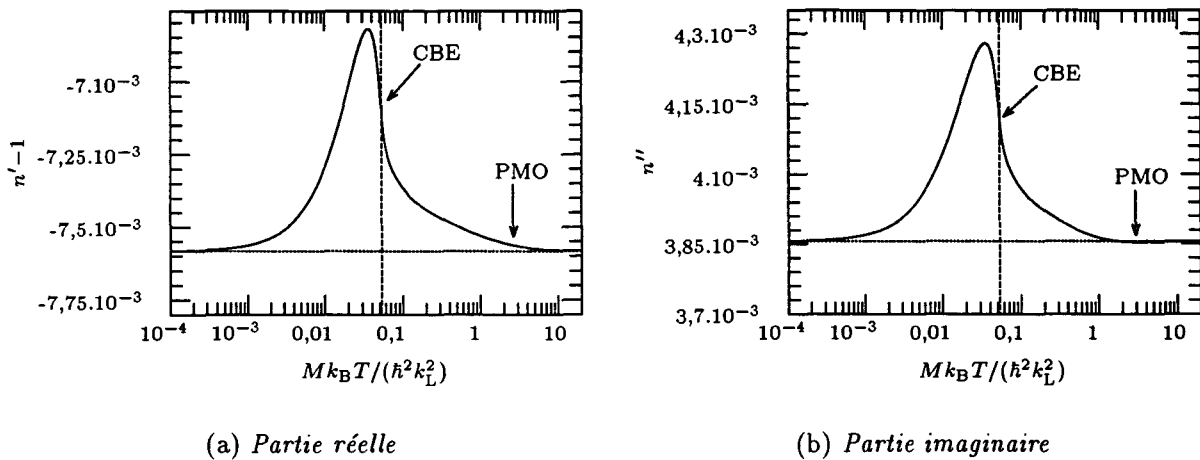 -7.10⁻³
-7,25.10⁻³
-7,5.10⁻³
-7,75.10⁻³
n′−1
CBE
PMO
10⁻⁴
10⁻³
0,01
0,1
1
10
Mk_B T/(ħ²k_L²)
(a) Partie réelle
4,3.10⁻³
4,15.10⁻³
4.10⁻³
3,85.10⁻³
3,7.10⁻³
n″
CBE
PMO
10⁻⁴
10⁻³
0,01
0,1
1
10
Mk_B T/(ħ²k_L²)
(b) Partie imaginaire